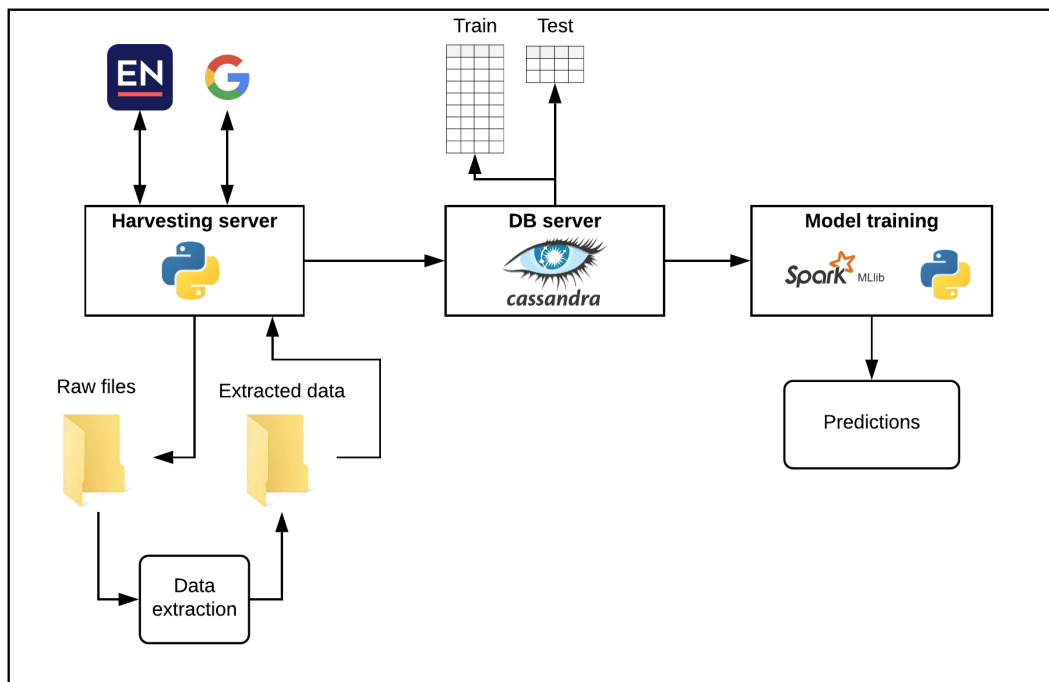 Train
Test
EN
G
Harvesting server
DB server
cassandra
Model training
Spark MLlib
Raw files
Extracted data
Predictions
Data
extraction